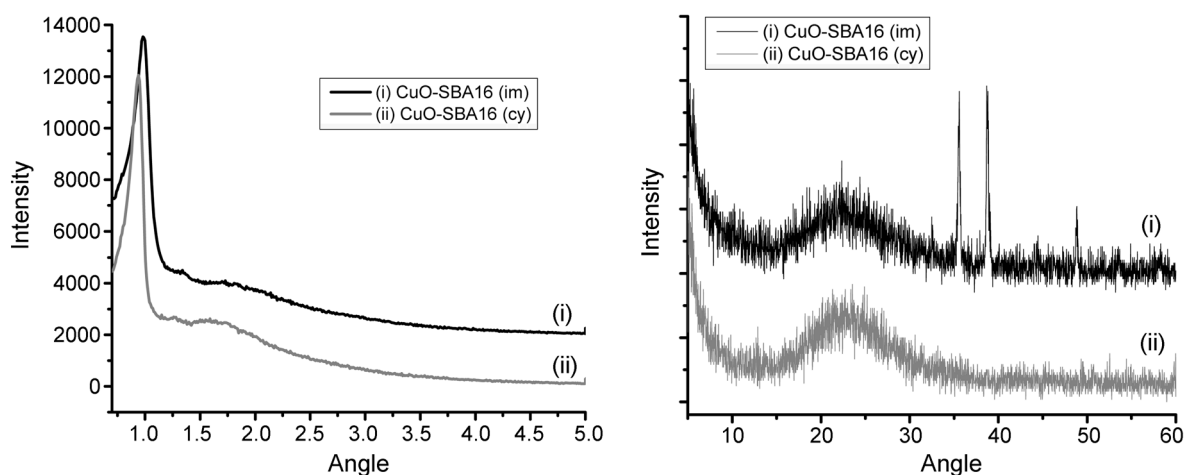 14000
12000
10000
8000
6000
4000
2000
0
Intensity
(i) CuO-SBA16 (im)
(ii) CuO-SBA16 (cy)
(i)
(ii)
1.0 1.5 2.0 2.5 3.0 3.5 4.0 4.5 5.0
Angle
Intensity
(i) CuO-SBA16 (im)
(ii) CuO-SBA16 (cy)
(i)
(ii)
10 20 30 40 50 60
Angle